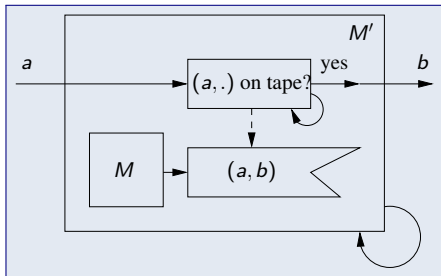 M′
a
(a,.) on tape?
yes
b
M
(a, b)